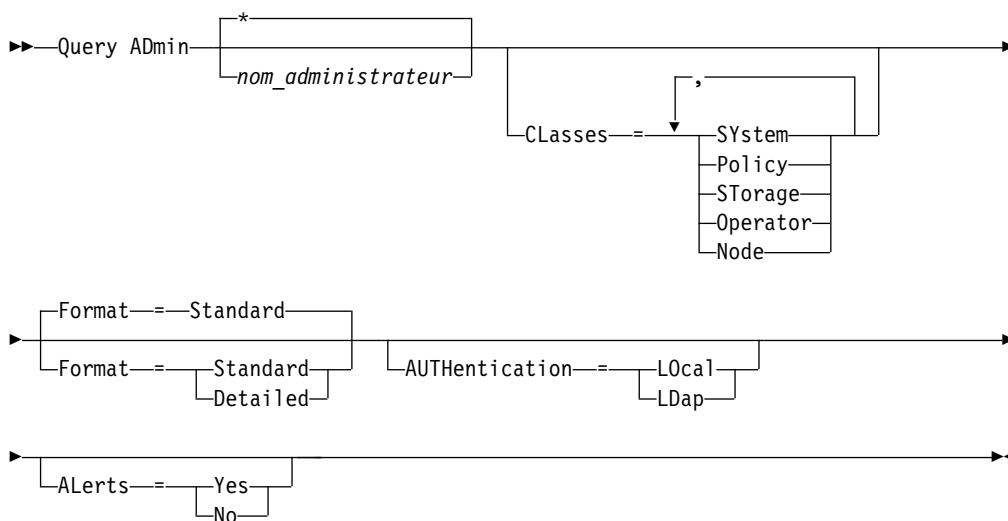 *
Query ADmin
nom_administrateur
,
CLasses = SYstem
Policy
STorage
Operator
Node
Format = Standard
Format = Standard
Detailed
AUTHentication = LOcal
LDap
ALerts = Yes
No